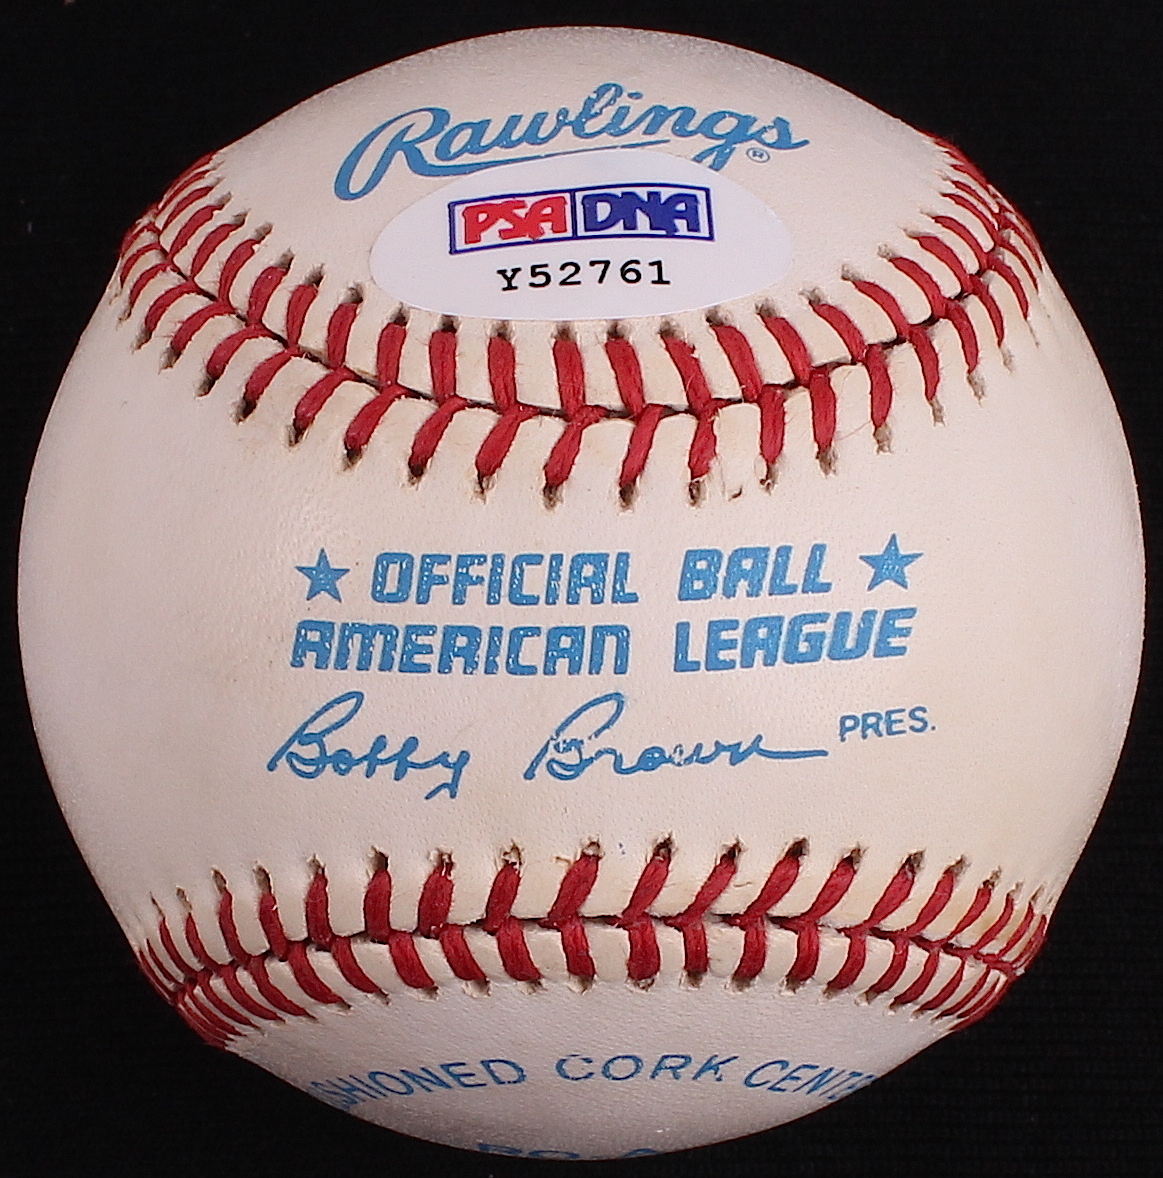 Rawlings®
PSA DNA
Y52761
★ OFFICIAL BALL ★
AMERICAN LEAGUE
Bobby Brown PRES.
SHIONED CORK CENTE